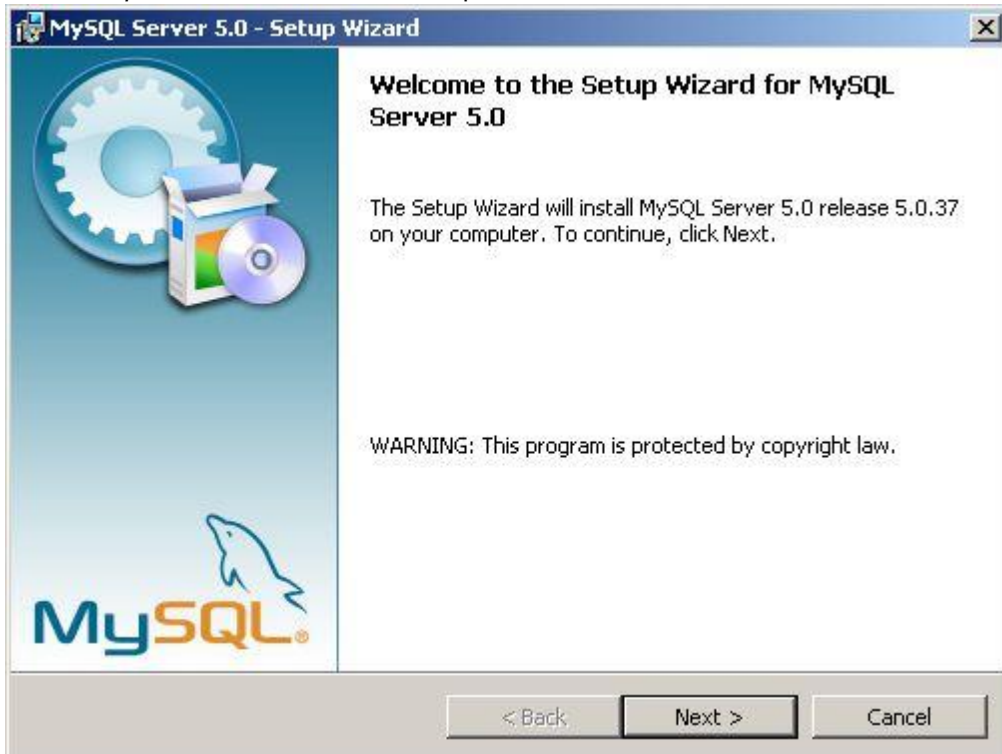 MySQL Server 5.0 - Setup Wizard
Welcome to the Setup Wizard for MySQL
Server 5.0
The Setup Wizard will install MySQL Server 5.0 release 5.0.37
on your computer. To continue, click Next.
WARNING: This program is protected by copyright law.
MySQL®
< Back
Next >
Cancel